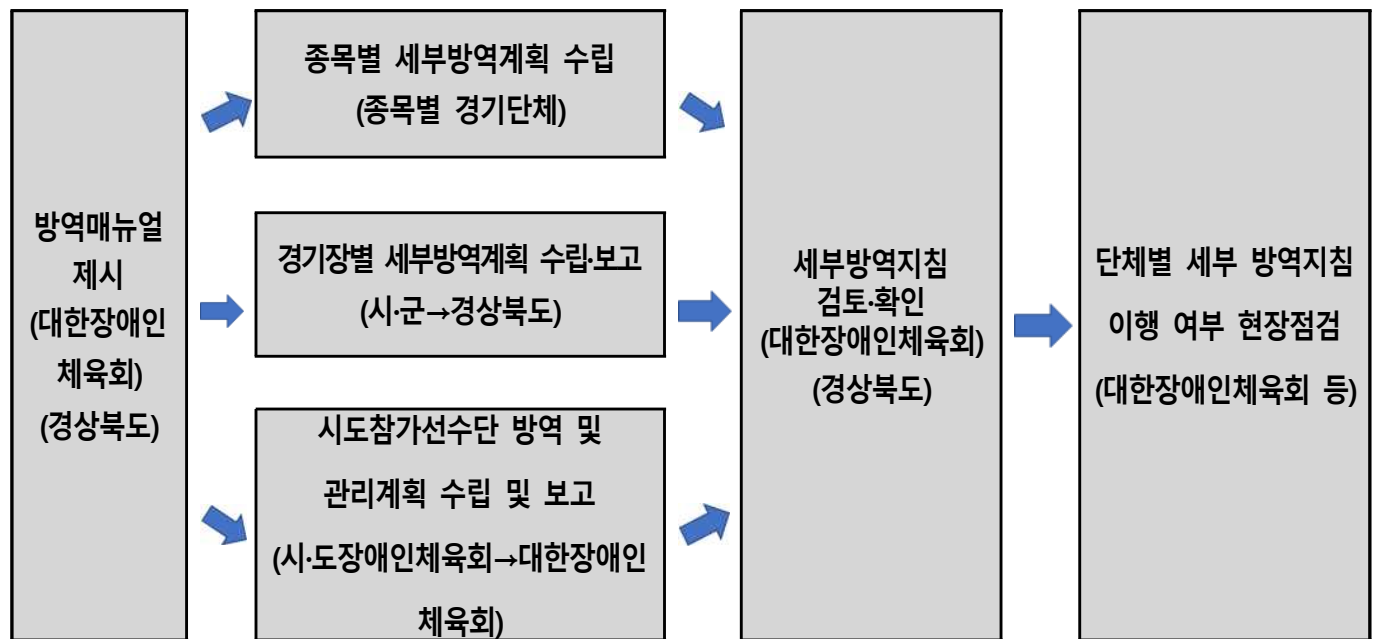 방역매뉴얼
제시
(대한장애인
체육회)
(경상북도)
종목별 세부방역계획 수립
(종목별 경기단체)
경기장별 세부방역계획 수립·보고
(시·군→경상북도)
시도참가선수단 방역 및
관리계획 수립 및 보고
(시·도장애인체육회→대한장애인
체육회)
세부방역지침
검토·확인
(대한장애인체육회)
(경상북도)
단체별 세부 방역지침
이행 여부 현장점검
(대한장애인체육회 등)